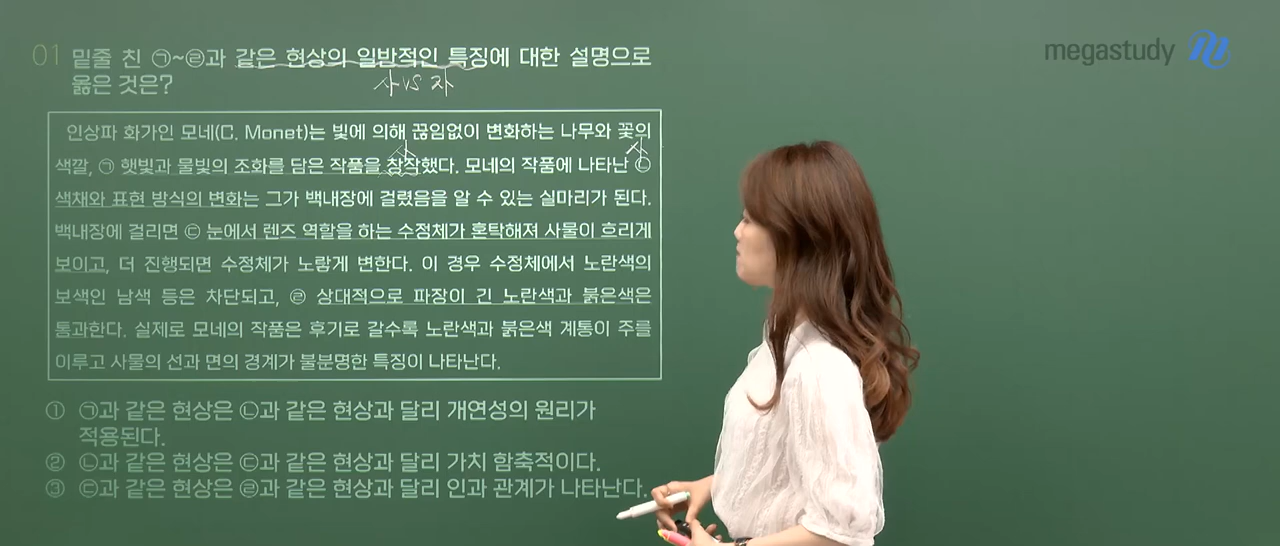 01 밑줄 친 ㉠~㉣과 같은 현상의 일반적인 특징에 대한 설명으로
옳은 것은?
사 vs 자
megastudy
인상파 화가인 모네(C. Monet)는 빛에 의해 끊임없이 변화하는 나무와 꽃의
색깔, ㉠ 햇빛과 물빛의 조화를 담은 작품을 창작했다. 모네의 작품에 나타난 ㉡
사
사
색채와 표현 방식의 변화는 그가 백내장에 걸렸음을 알 수 있는 실마리가 된다.
백내장에 걸리면 ㉢ 눈에서 렌즈 역할을 하는 수정체가 혼탁해져 사물이 흐리게
보이고, 더 진행되면 수정체가 노랗게 변한다. 이 경우 수정체에서 노란색의
보색인 남색 등은 차단되고, ㉣ 상대적으로 파장이 긴 노란색과 붉은색은
통과한다. 실제로 모네의 작품은 후기로 갈수록 노란색과 붉은색 계통이 주를
이루고 사물의 선과 면의 경계가 불분명한 특징이 나타난다.
① ㉠과 같은 현상은 ㉡과 같은 현상과 달리 개연성의 원리가
적용된다.
② ㉡과 같은 현상은 ㉢과 같은 현상과 달리 가치 함축적이다.
③ ㉢과 같은 현상은 ㉣과 같은 현상과 달리 인과 관계가 나타난다.